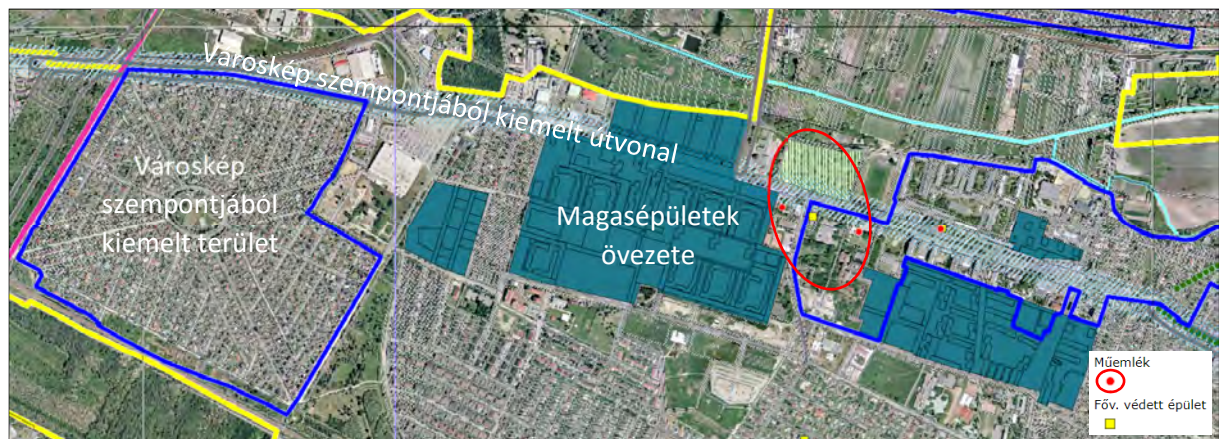 Városkép szempontjából kiemelt útvonal
Városkép
szempontjából
kiemelt terület
Magasépületek
övezete
Műemlék
Főv. védett épület